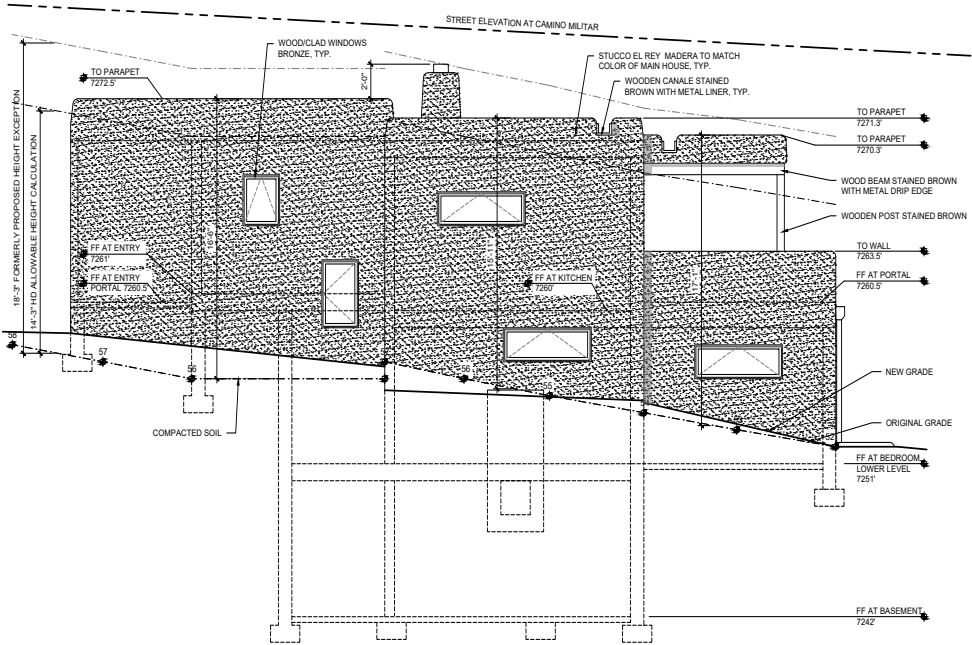 STREET ELEVATION AT CAMINO MILITAR
WOOD/CLAD WINDOWS
BRONZE, TYP.
2'-0"
STUCCO EL REY MADERA TO MATCH
COLOR OF MAIN HOUSE, TYP.
WOODEN CANALE STAINED
BROWN WITH METAL LINER, TYP.
TO PARAPET
7272.5'
TO PARAPET
7271.3'
TO PARAPET
7270.3'
WOOD BEAM STAINED BROWN
WITH METAL DRIP EDGE
WOODEN POST STAINED BROWN
18'-3" FORMERLY PROPOSED HEIGHT EXCEPTION
14'-3" HD ALLOWABLE HEIGHT CALCULATION
FF AT ENTRY
7261'
FF AT ENTRY
PORTAL 7260.5'
16'-6"
FF AT KITCHEN
7260'
17'-1"
TO WALL
7263.5'
FF AT PORTAL
7260.5'
58
57
56
56
55
52
NEW GRADE
ORIGINAL GRADE
COMPACTED SOIL
FF AT BEDROOM
LOWER LEVEL
7251'
FF AT BASEMENT
7242'